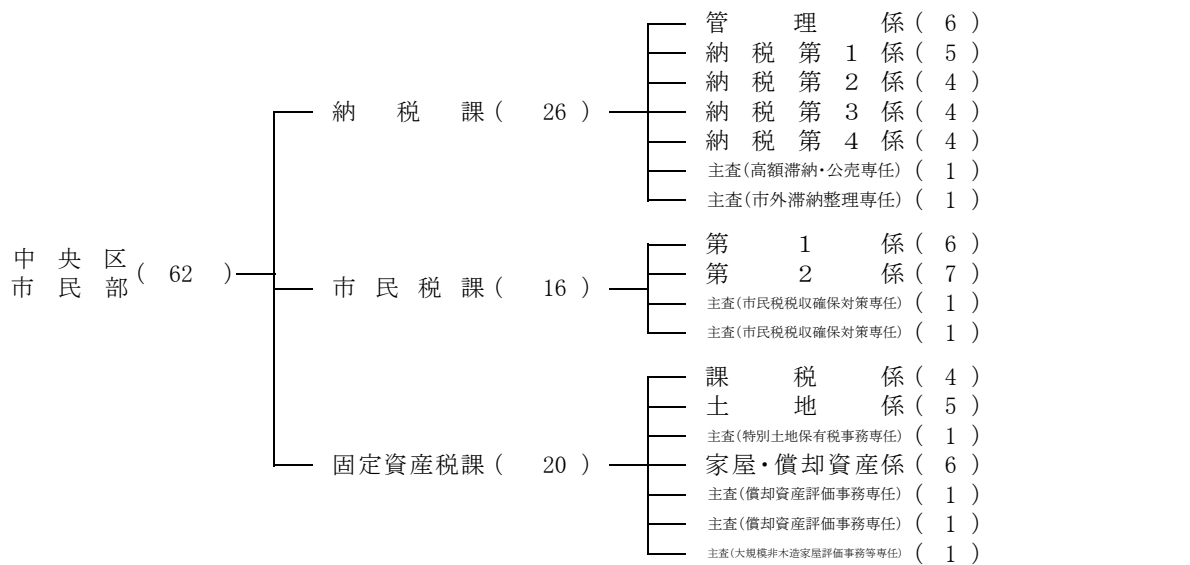 管理係(6)
納税第1係(5)
納税第2係(4)
納税課(26)
納税第3係(4)
納税第4係(4)
主査(高額滞納・公売専任)(1)
主査(市外滞納整理専任)(1)
中央区
市民部(62)
第1係(6)
第2係(7)
市民税課(16)
主査(市民税税収確保対策専任)(1)
主査(市民税税収確保対策専任)(1)
課税係(4)
土地係(5)
主査(特別土地保有税事務専任)(1)
固定資産税課(20)
家屋・償却資産係(6)
主査(償却資産評価事務専任)(1)
主査(償却資産評価事務専任)(1)
主査(大規模非木造家屋評価事務等専任)(1)